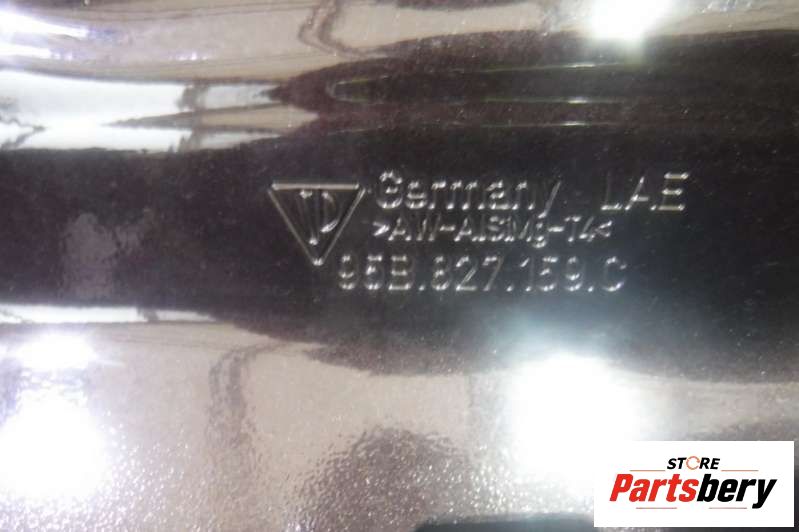 Germany LAE
>AW-AlSiMg-T4<
95B.827.159.C
STORE
Partsbery